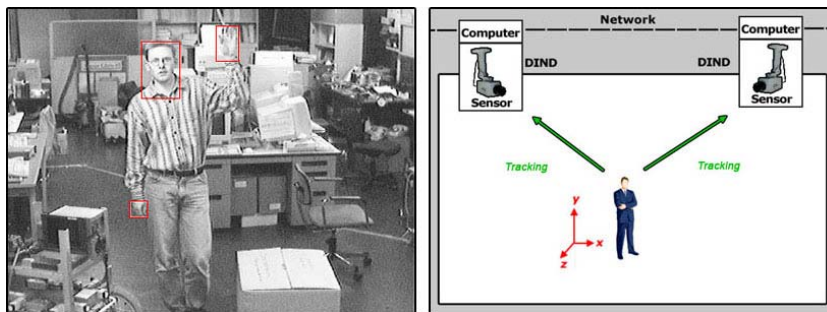 Network
Computer
Computer
DIND
DIND
Sensor
Sensor
Tracking
Tracking
y
x
z